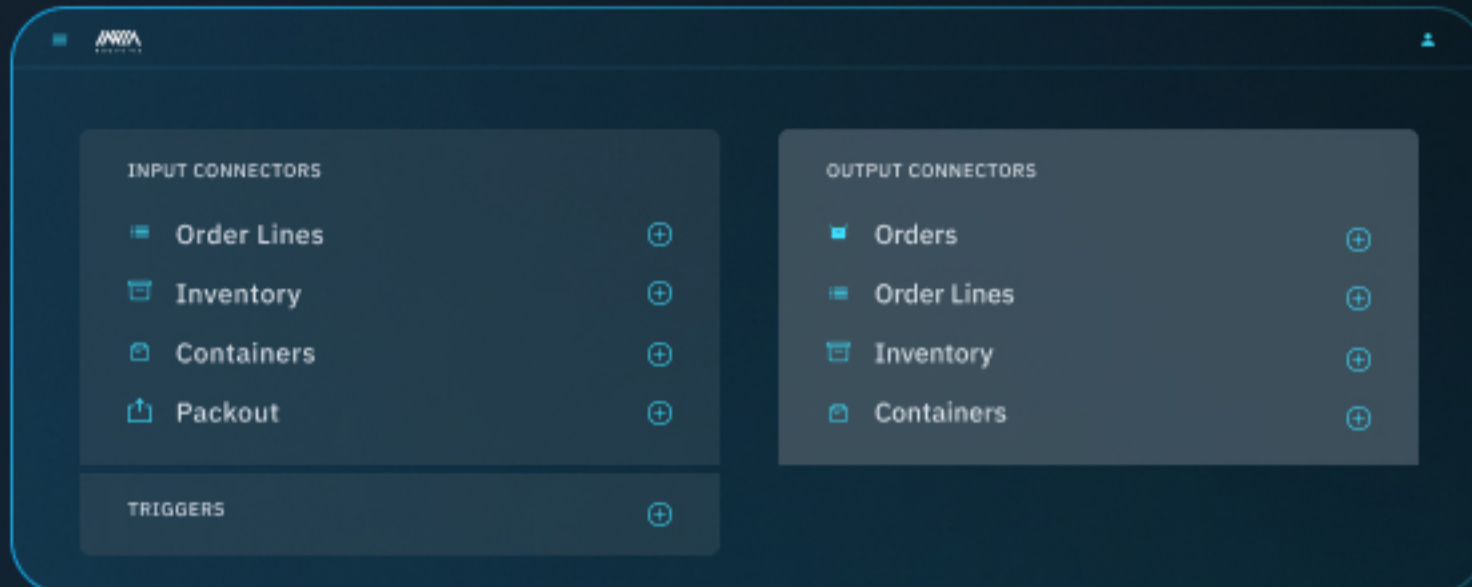 INPUT CONNECTORS
Order Lines
Inventory
Containers
Packout
TRIGGERS
OUTPUT CONNECTORS
Orders
Order Lines
Inventory
Containers